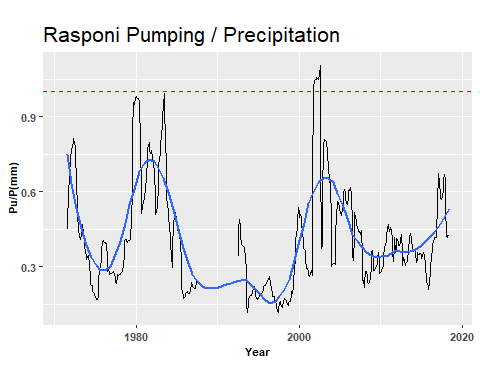 Rasponi Pumping / Precipitation
Pu/P(mm)
0.9
0.6
0.3
1980
2000
2020
Year